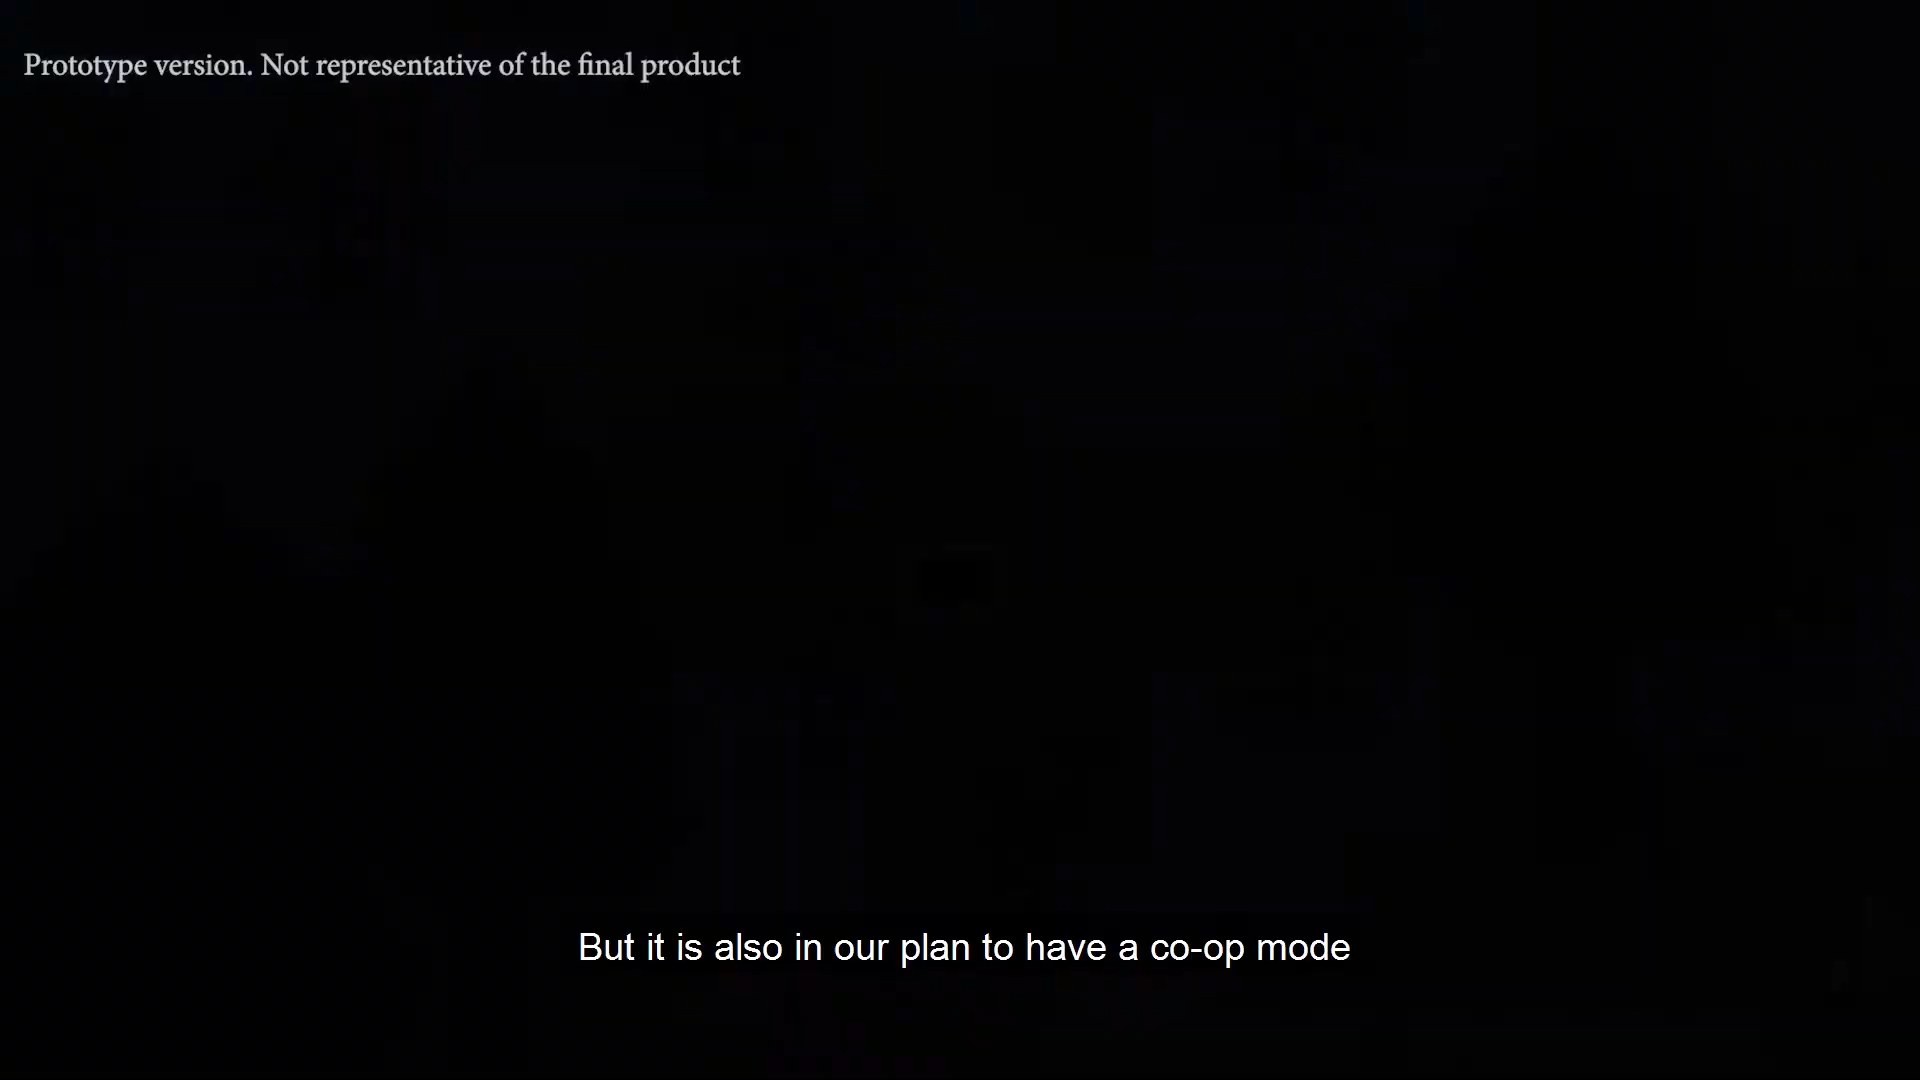 Prototype version. Not representative of the final product
But it is also in our plan to have a co-op mode